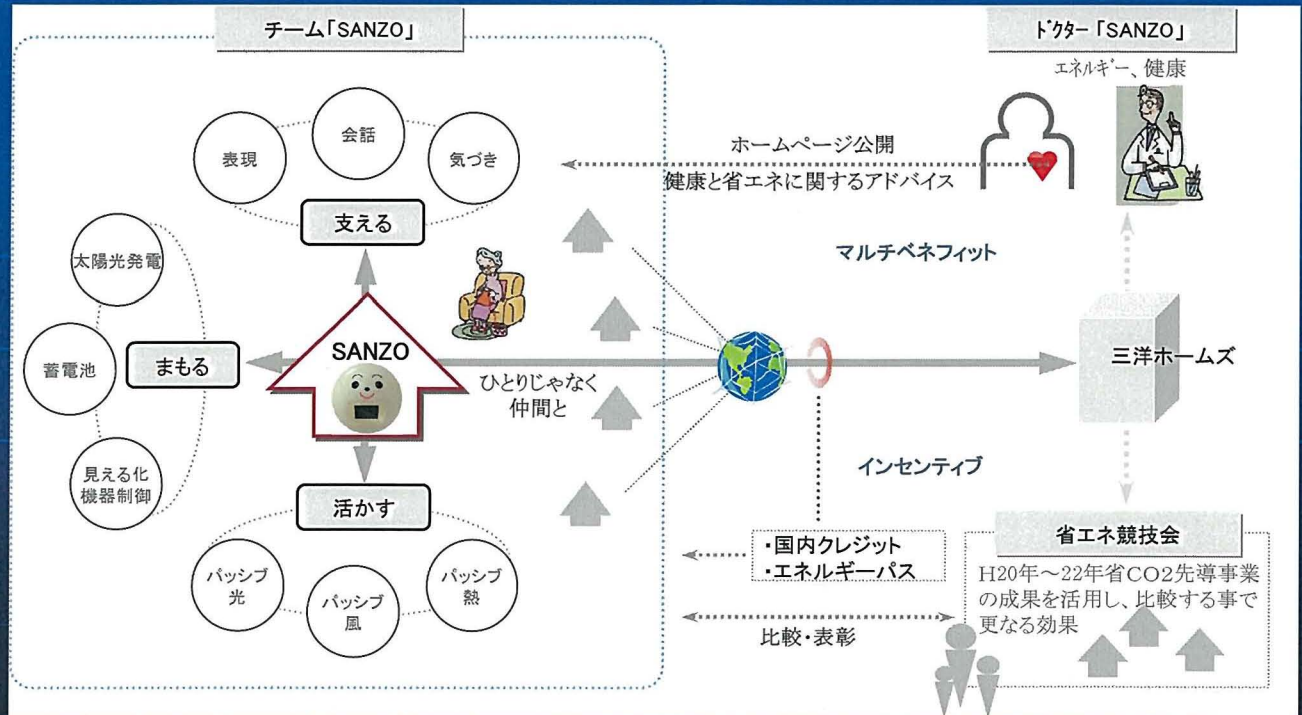 チーム「SANZO」
ドクター「SANZO」
エネルギー、健康
表現
会話
気づき
支える
ホームページ公開
健康と省エネに関するアドバイス
太陽光発電
蓄電池
見える化
機器制御
まもる
SANZO
ひとりじゃなく
仲間と
マルチベネフィット
三洋ホームズ
インセンティブ
活かす
パッシブ
光
パッシブ
風
パッシブ
熱
・国内クレジット
・エネルギーパス
比較・表彰
省エネ競技会
H20年～22年省CO2先導事業
の成果を活用し、比較する事で
更なる効果